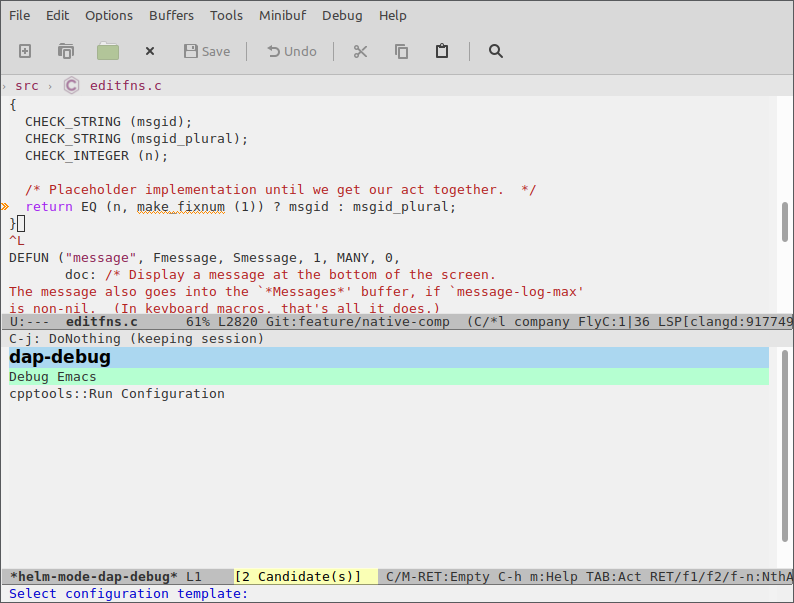 File Edit Options Buffers Tools Minibuf Debug Help
Save Undo
› src › C editfns.c
{
CHECK_STRING (msgid);
CHECK_STRING (msgid_plural);
CHECK_INTEGER (n);
/* Placeholder implementation until we get our act together.  */
» return EQ (n, make_fixnum (1)) ? msgid : msgid_plural;
}
^L
DEFUN ("message", Fmessage, Smessage, 1, MANY, 0,
doc: /* Display a message at the bottom of the screen.
The message also goes into the `*Messages*' buffer, if `message-log-max'
is non-nil.  (In keyboard macros, that's all it does.)
U:---  editfns.c      61% L2820 Git:feature/native-comp  (C/*l company FlyC:1|36 LSP[clangd:917749
C-j: DoNothing (keeping session)
dap-debug
Debug Emacs
cpptools::Run Configuration
*helm-mode-dap-debug* L1    [2 Candidate(s)]   C/M-RET:Empty C-h m:Help TAB:Act RET/f1/f2/f-n:NthA
Select configuration template: